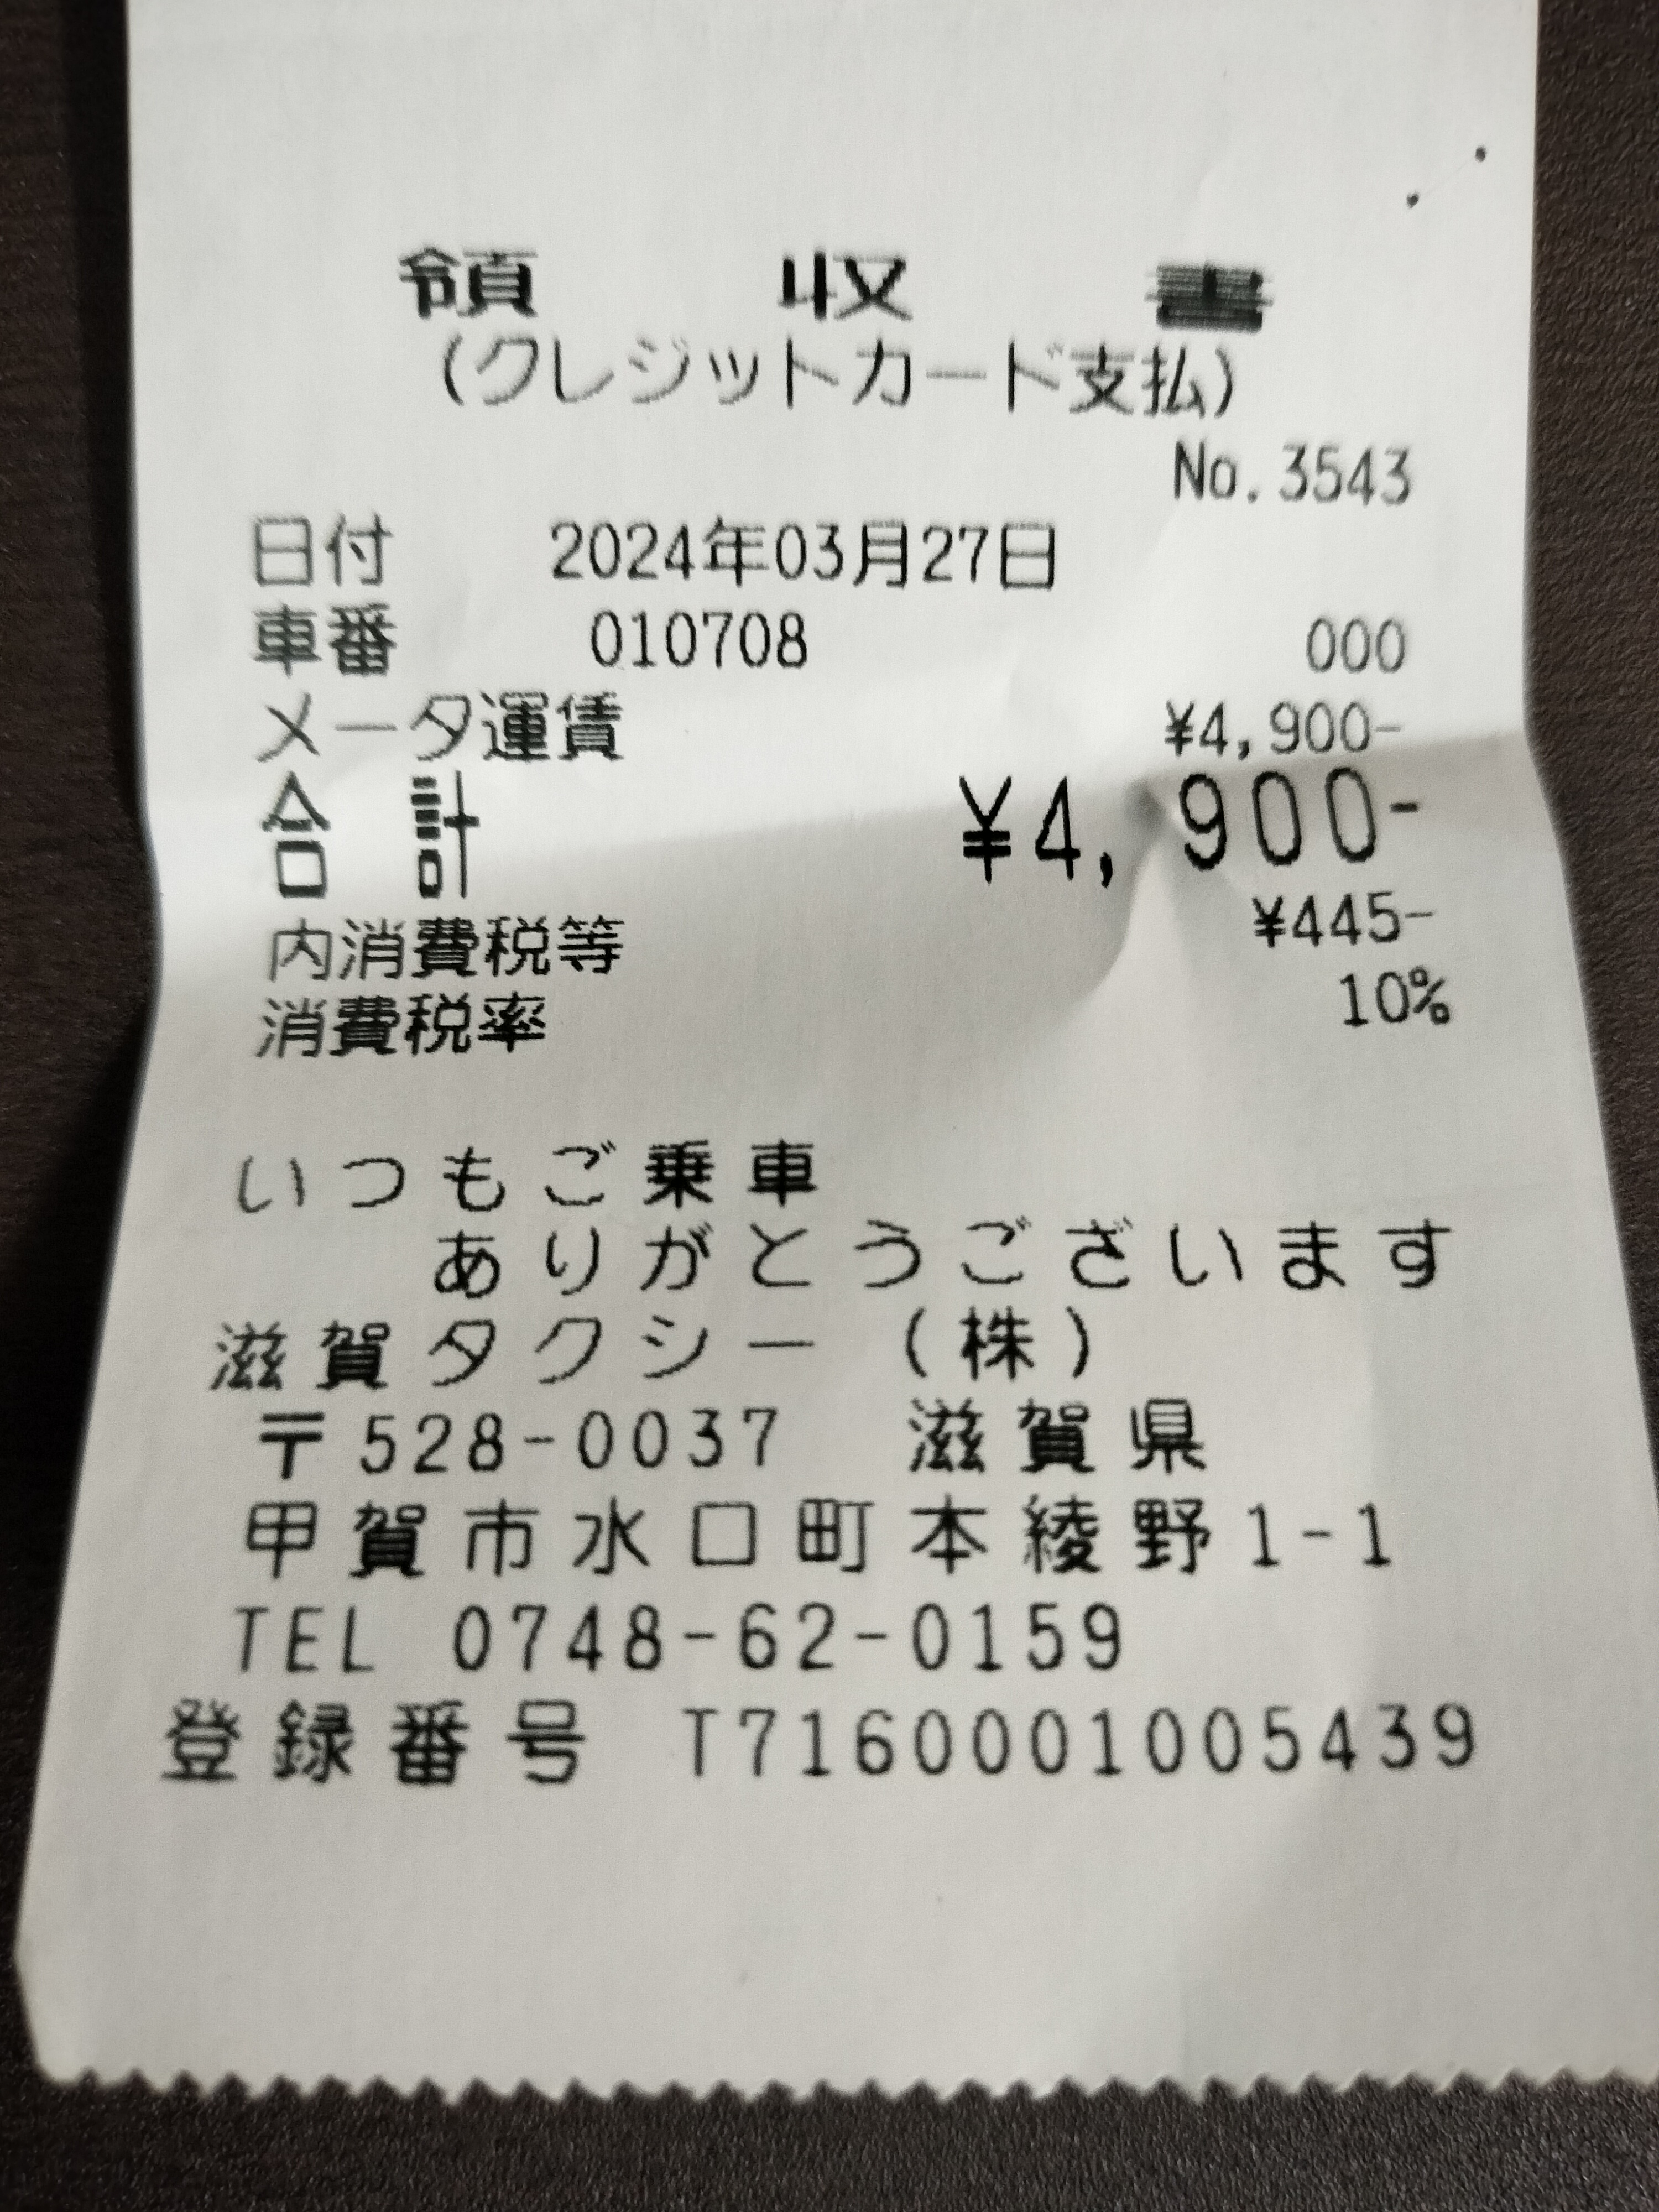 領収書
(クレジットカード支払)
No.3543
日付 2024年03月27日
車番 010708 000
メータ運賃 ¥4,900-
合計 ¥4,900-
内消費税等 ¥445-
消費税率 10%
いつもご乗車
ありがとうございます
滋賀タクシー(株)
〒528-0037 滋賀県
甲賀市水口町本綾野1-1
TEL 0748-62-0159
登録番号 T7160001005439